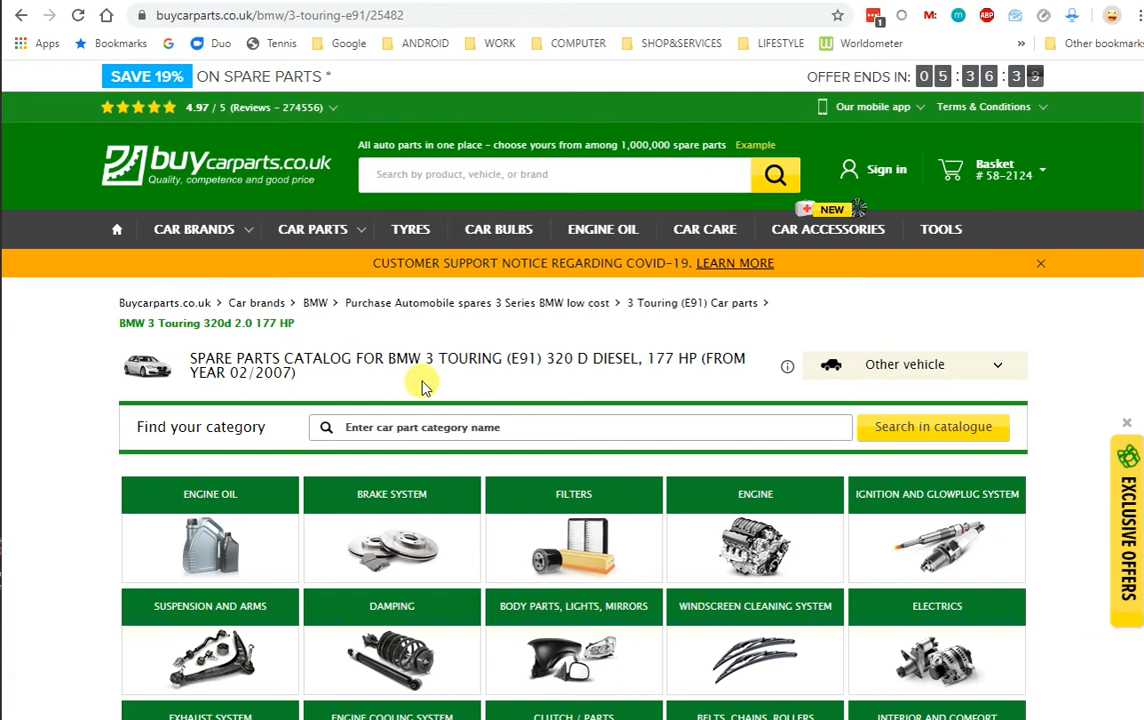 buycarparts.co.uk/bmw/3-touring-e91/25482
Apps Bookmarks Duo Tennis Google ANDROID WORK COMPUTER SHOP&SERVICES LIFESTYLE Worldometer » Other bookmarks
SAVE 19% ON SPARE PARTS * OFFER ENDS IN: 0 5 : 3 6 : 3
4.97 / 5 (Reviews - 274556) Our mobile app Terms & Conditions
All auto parts in one place – choose yours from among 1,000,000 spare parts Example
buycarparts.co.uk
Quality, competence and good price
Search by product, vehicle, or brand
Sign in
Basket
# 58-2124
NEW
CAR BRANDS CAR PARTS TYRES CAR BULBS ENGINE OIL CAR CARE CAR ACCESSORIES TOOLS
CUSTOMER SUPPORT NOTICE REGARDING COVID-19. LEARN MORE
Buycarparts.co.uk > Car brands > BMW > Purchase Automobile spares 3 Series BMW low cost > 3 Touring (E91) Car parts >
BMW 3 Touring 320d 2.0 177 HP
SPARE PARTS CATALOG FOR BMW 3 TOURING (E91) 320 D DIESEL, 177 HP (FROM
YEAR 02/2007)
Other vehicle
Find your category Enter car part category name Search in catalogue
EXCLUSIVE OFFERS
ENGINE OIL BRAKE SYSTEM FILTERS ENGINE IGNITION AND GLOWPLUG SYSTEM
SUSPENSION AND ARMS DAMPING BODY PARTS, LIGHTS, MIRRORS WINDSCREEN CLEANING SYSTEM ELECTRICS
EXHAUST SYSTEM ENGINE COOLING SYSTEM CLUTCH / PARTS BELTS, CHAINS, ROLLERS INTERIOR AND COMFORT